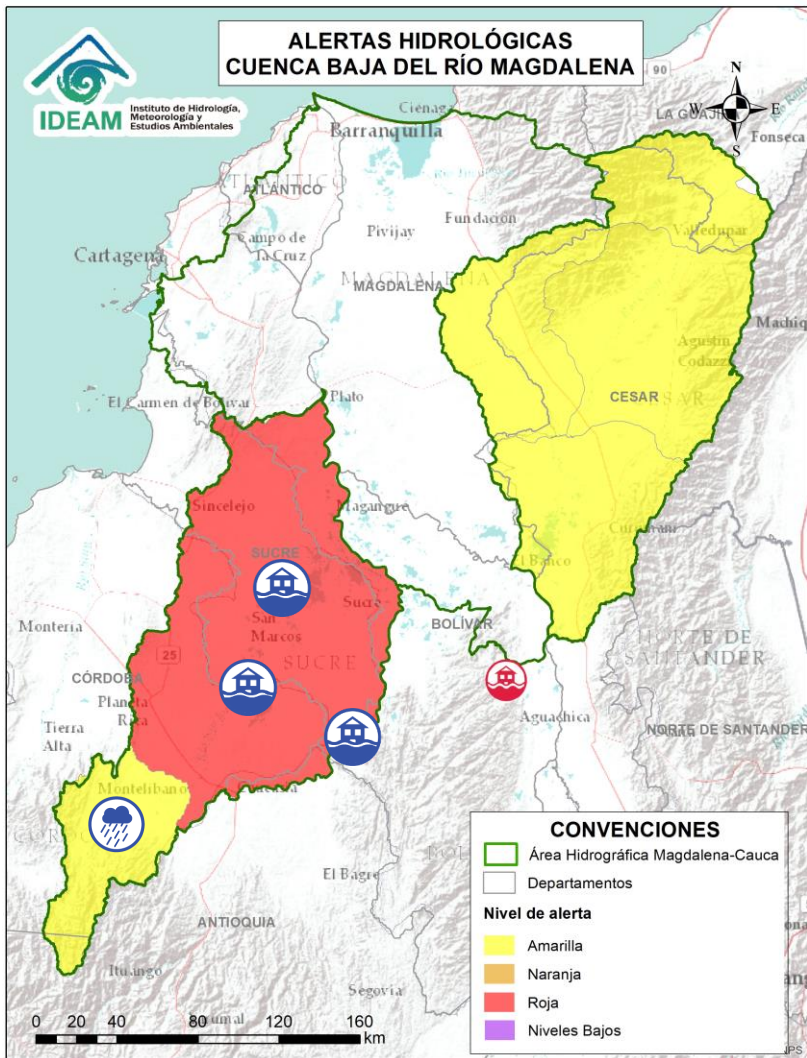 ALERTAS HIDROLÓGICAS
CUENCA BAJA DEL RÍO MAGDALENA
IDEAM
Instituto de Hidrología,
Meteorología y
Estudios Ambientales
N
W
E
S
90
Ciénaga
LA GUAJIRA
Fonseca
Barranquilla
ATLÁNTICO
Fundación
Pivijay
Valledupar
Campo de
la Cruz
Cartagena
MAGDALENA
MAGDALENA
Agustín
Codazzi
CESAR
El Carmen de Bolívar
Plato
Sincelejo
Magangué
SUCRE
El Banco
Sucre
San
Marcos
BOLÍVAR
Montería
25
SUCRE
NORTE DE
SANTANDER
CÓRDOBA
Planeta
Rica
Aguachica
NORTE DE SANTANDER
Tierra
Alta
Montelíbano
El Bagre
ANTIOQUIA
Ituango
Segovia
0 20 40 80 120 160
km
CONVENCIONES
Área Hidrográfica Magdalena-Cauca
Departamentos
Nivel de alerta
Amarilla
Naranja
Roja
Niveles Bajos